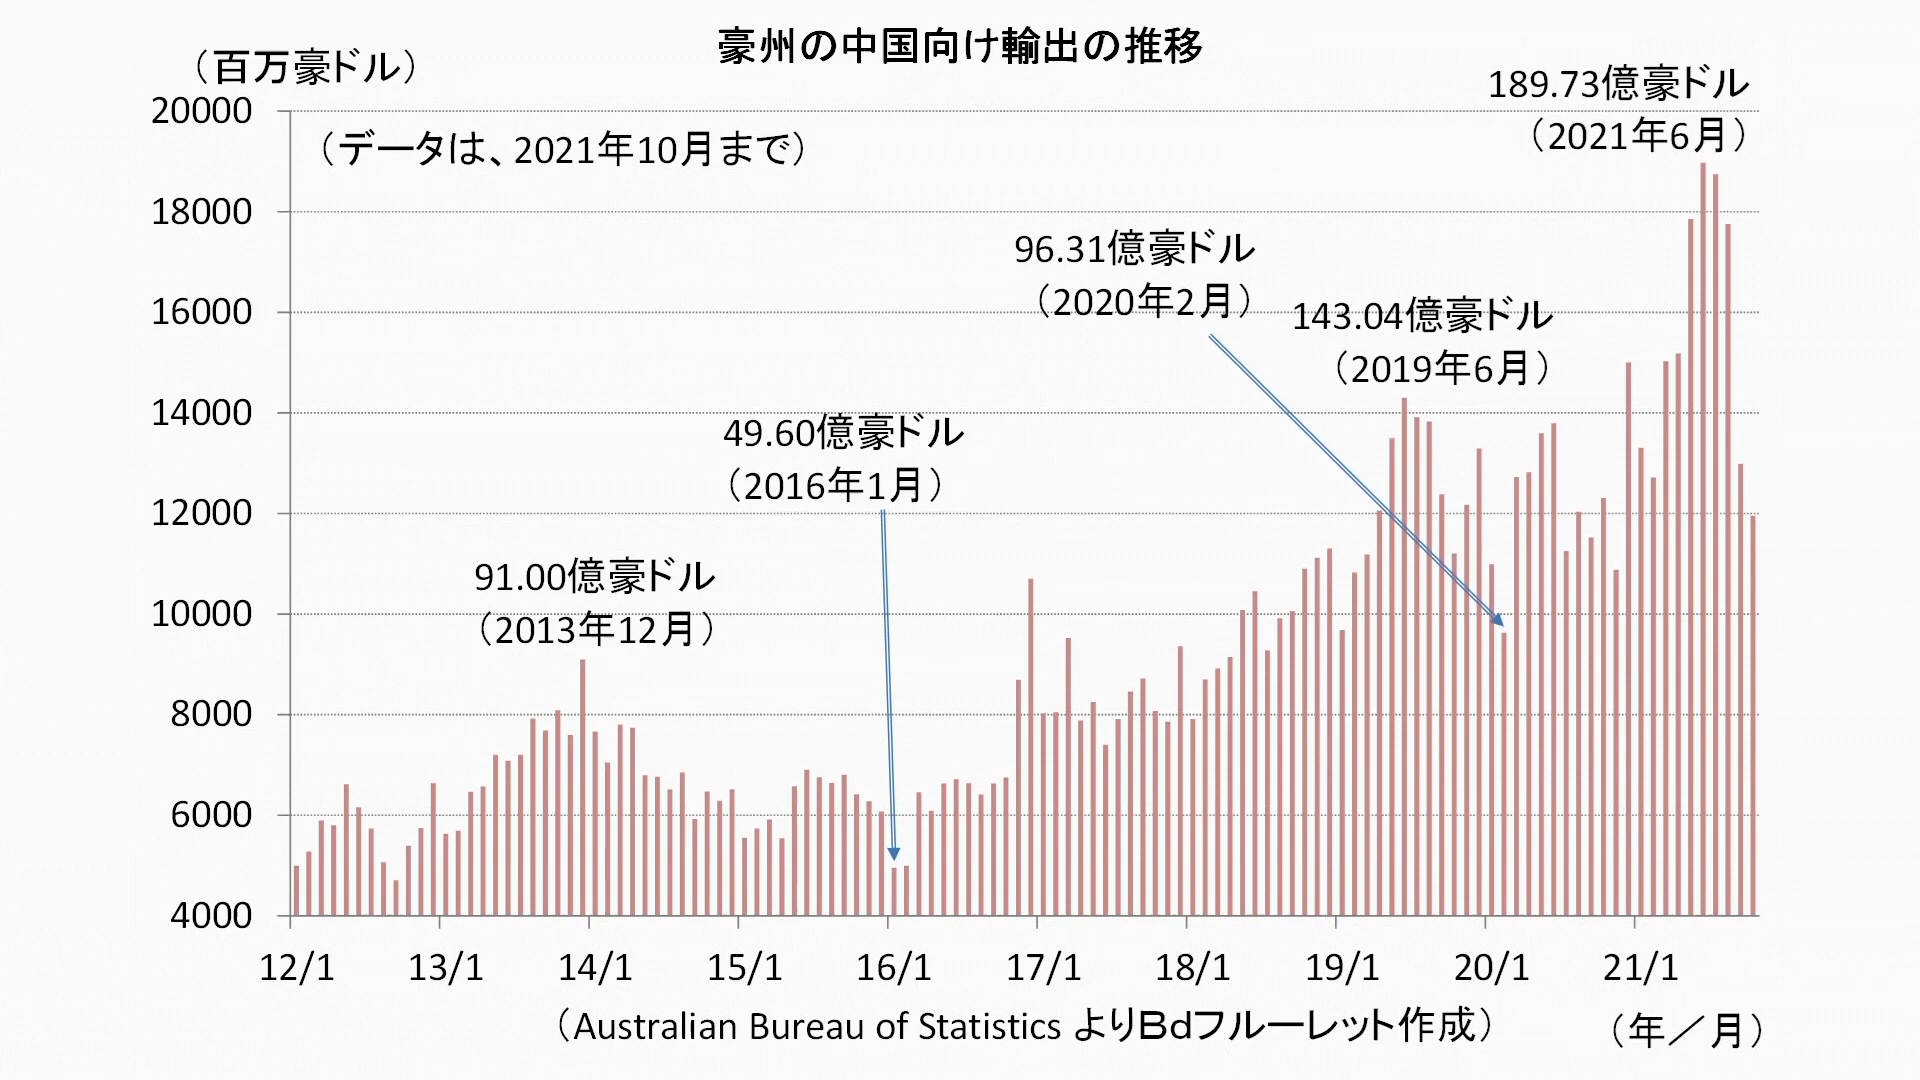 豪州の中国向け輸出の推移
（百万豪ドル）
189.73億豪ドル
（2021年6月）
（データは、2021年10月まで）
96.31億豪ドル
（2020年2月）
143.04億豪ドル
（2019年6月）
49.60億豪ドル
（2016年1月）
91.00億豪ドル
（2013年12月）
20000
18000
16000
14000
12000
10000
8000
6000
4000
12/1 13/1 14/1 15/1 16/1 17/1 18/1 19/1 20/1 21/1
（Australian Bureau of Statistics よりＢｄフルーレット作成）
（年／月）